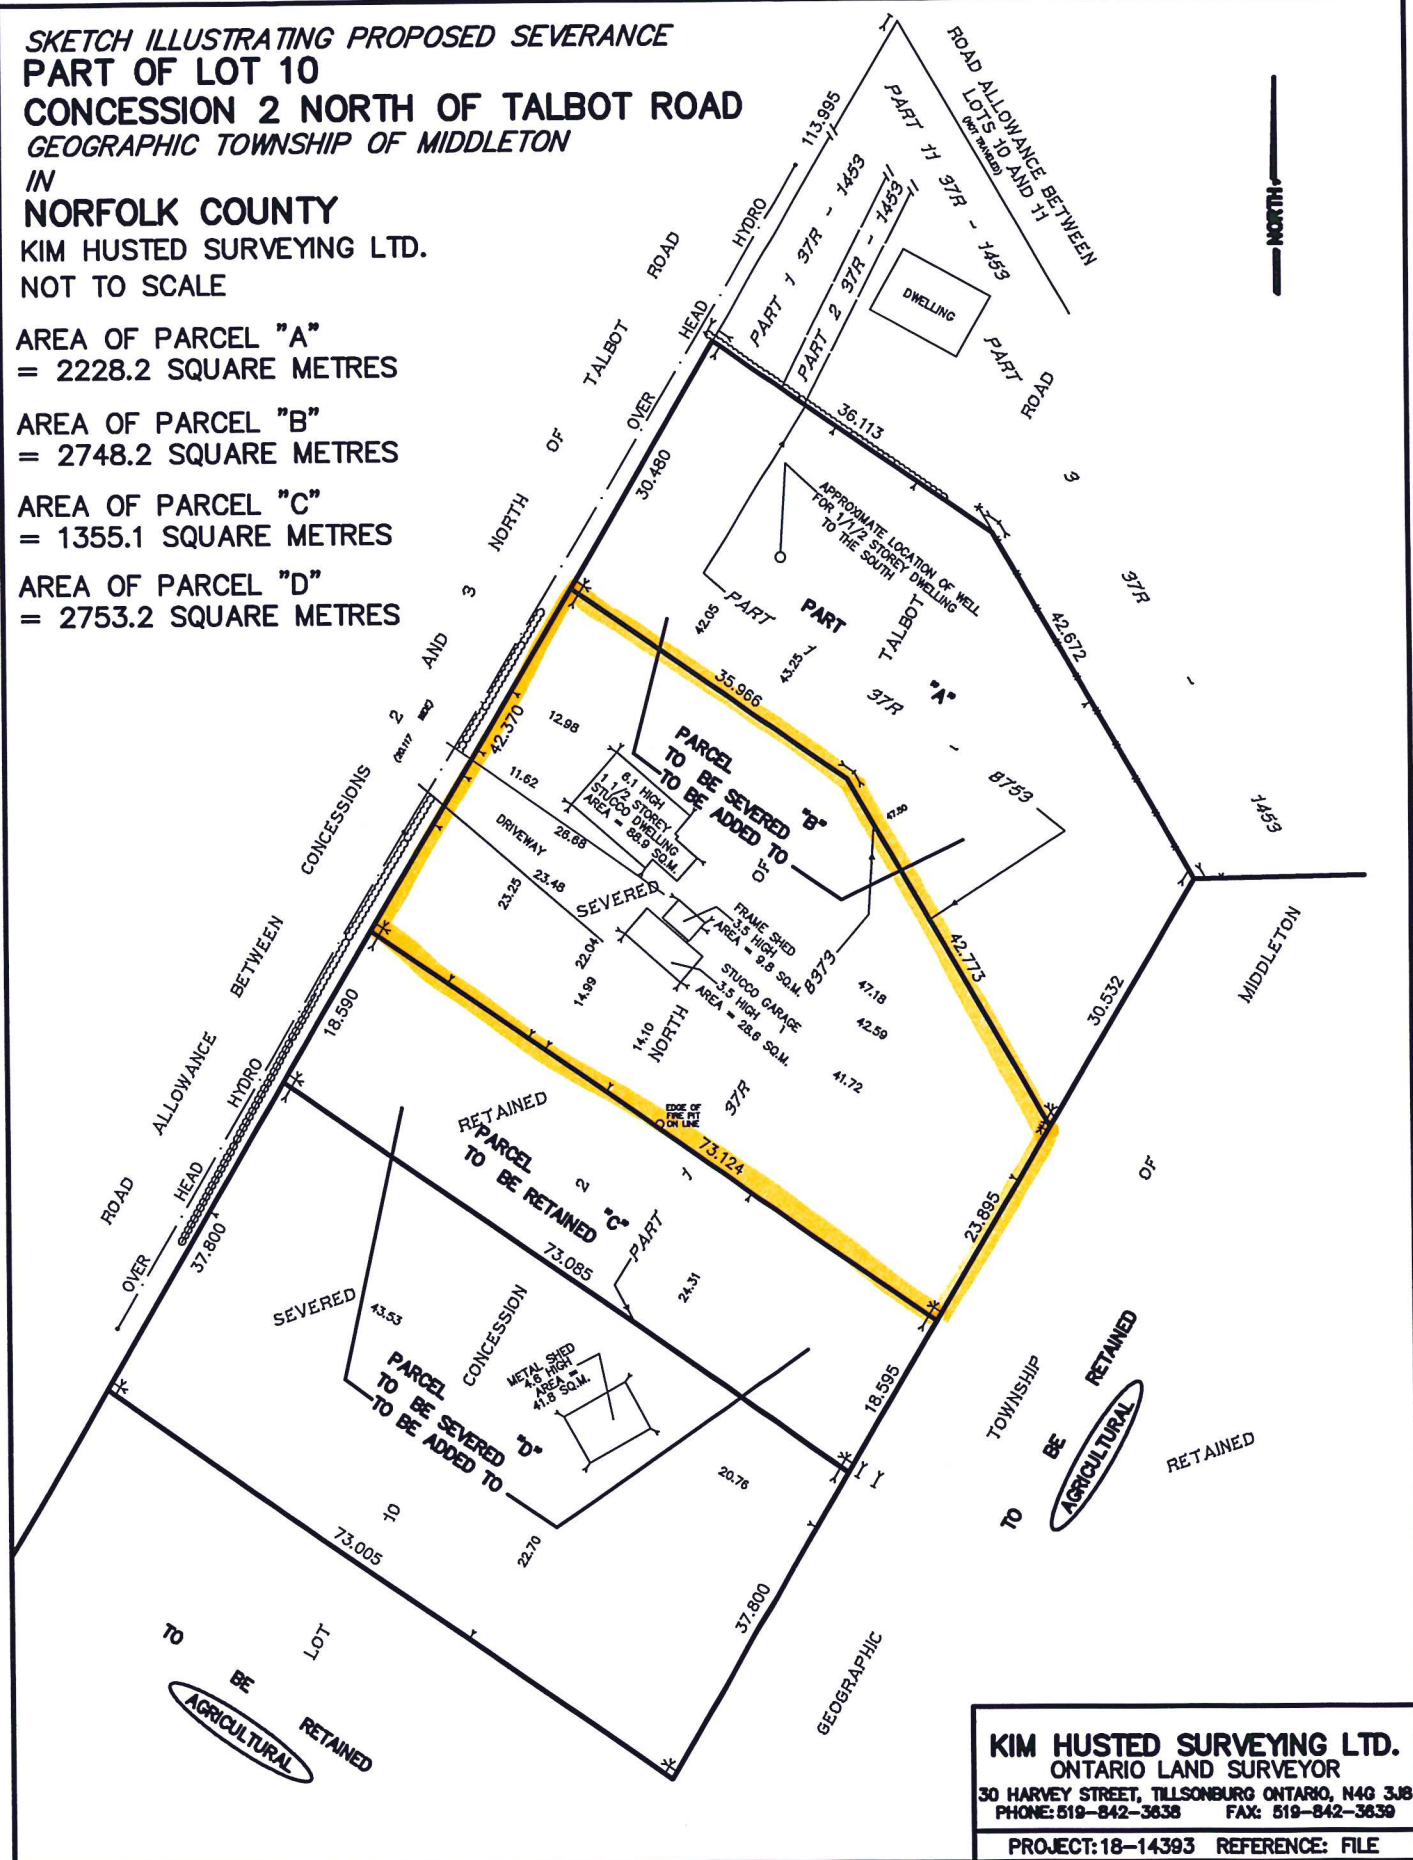 SKETCH ILLUSTRATING PROPOSED SEVERANCE
PART OF LOT 10
CONCESSION 2 NORTH OF TALBOT ROAD
GEOGRAPHIC TOWNSHIP OF MIDDLETON
IN
NORFOLK COUNTY
KIM HUSTED SURVEYING LTD.
NOT TO SCALE
AREA OF PARCEL "A"
= 2228.2 SQUARE METRES
AREA OF PARCEL "B"
= 2748.2 SQUARE METRES
AREA OF PARCEL "C"
= 1355.1 SQUARE METRES
AREA OF PARCEL "D"
= 2753.2 SQUARE METRES
NORTH
ROAD ALLOWANCE BETWEEN
LOTS 10 AND 11
(NOT TRAVELED)
113.995
PART 11 37R - 1453
PART 1 37R - 1453
PART 2 37R - 1453
DWELLING
PART 3 37R - 1453
ROAD ALLOWANCE BETWEEN CONCESSIONS 2 AND 3 NORTH OF TALBOT ROAD
(20.117 WIDE)
OVER HEAD HYDRO
OVER HEAD HYDRO
30.480
36.113
42.672
APPROXIMATE LOCATION OF WELL
FOR 1/1/2 STOREY DWELLING
TO THE SOUTH
PART 1 37R - 8753
PART "A"
42.05
43.25
35.966
42.370
12.98
11.62
6.1 HIGH
1 1/2 STOREY
STUCCO DWELLING
AREA = 88.9 SQ.M.
PARCEL "B"
TO BE SEVERED
TO BE ADDED TO
47.50
DRIVEWAY
26.68
23.48
23.25
SEVERED
FRAME SHED
3.5 HIGH
AREA = 9.8 SQ.M.
STUCCO GARAGE
3.5 HIGH
AREA = 28.6 SQ.M.
22.04
14.99
14.10
47.18
42.59
41.72
42.773
30.532
PART 1 37R 8373
EDGE OF
FIRE PIT
ON LINE
73.124
23.895
18.590
RETAINED
PARCEL "C"
TO BE RETAINED
73.085
24.31
18.595
37.800
SEVERED
43.53
PARCEL "D"
TO BE SEVERED
TO BE ADDED TO
METAL SHED
4.6 HIGH
AREA =
41.8 SQ.M.
20.76
22.70
73.005
37.800
LOT 10 CONCESSION 2 NORTH OF TALBOT ROAD
GEOGRAPHIC TOWNSHIP OF MIDDLETON
TO BE RETAINED
AGRICULTURAL
RETAINED
TO BE RETAINED
AGRICULTURAL
KIM HUSTED SURVEYING LTD.
ONTARIO LAND SURVEYOR
30 HARVEY STREET, TILLSONBURG ONTARIO, N4G 3J8
PHONE: 519-842-3638 FAX: 519-842-3639
PROJECT: 18-14393 REFERENCE: FILE